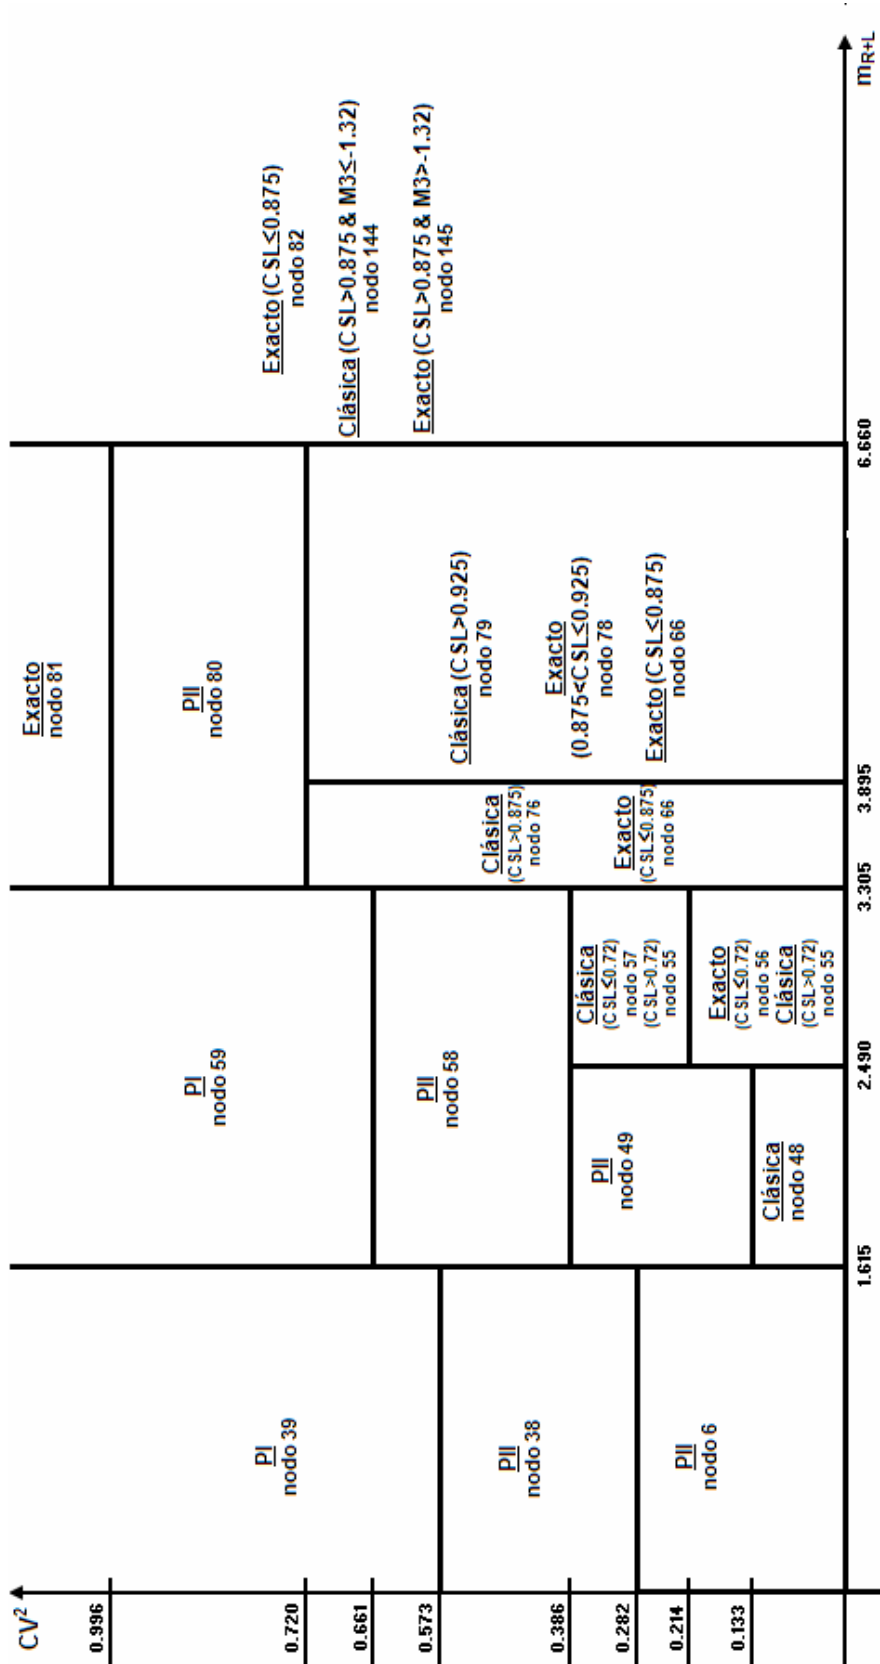 CV²
0.996
0.720
0.661
0.573
0.386
0.282
0.214
0.133
PI
nodo 39
PII
nodo 38
PII
nodo 6
PI
nodo 59
PII
nodo 58
PII
nodo 49
Clásica
nodo 48
Clásica
(CSL≤0.72)
nodo 57
(CSL>0.72)
nodo 55
Exacto
(CSL≤0.72)
nodo 56
Clásica
(CSL>0.72)
nodo 55
Exacto
nodo 81
PII
nodo 80
Clásica
(CSL>0.875)
nodo 76
Exacto
(CSL≤0.875)
nodo 66
Clásica (CSL>0.925)
nodo 79
Exacto
(0.875<CSL≤0.925)
nodo 78
Exacto (CSL≤0.875)
nodo 66
Exacto (CSL≤0.875)
nodo 82
Clásica (CSL>0.875 & M3≤-1.32)
nodo 144
Exacto (CSL>0.875 & M3>-1.32)
nodo 145
1.615
2.490
3.305
3.895
6.660
mR+L